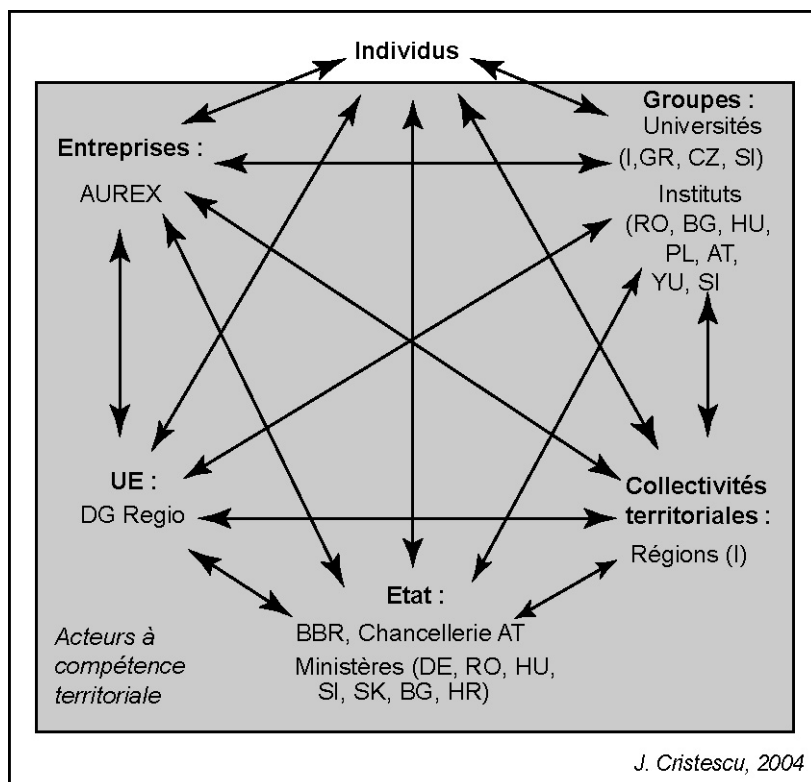 Individus
Groupes :
Universités
(I,GR, CZ, SI)
Instituts
(RO, BG, HU,
PL, AT,
YU, SI
Entreprises :
AUREX
UE :
DG Regio
Collectivités
territoriales :
Régions (I)
Etat :
BBR, Chancellerie AT
Ministères (DE, RO, HU,
SI, SK, BG, HR)
Acteurs à
compétence
territoriale
J. Cristescu, 2004